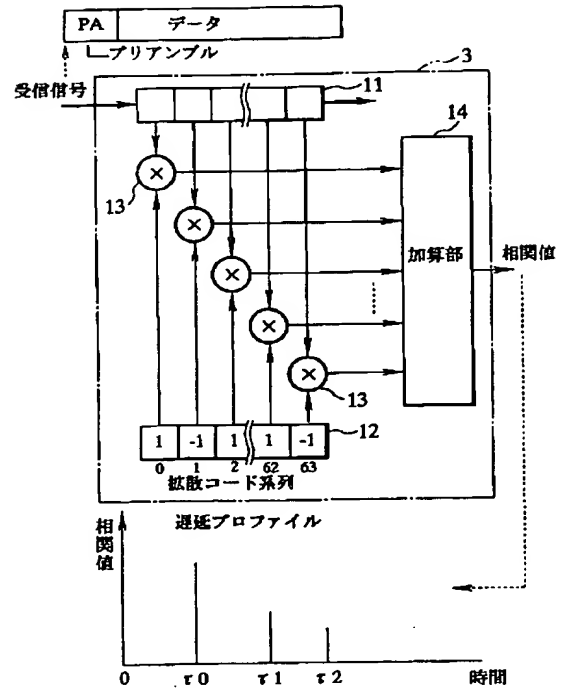 PA データ
プリアンブル
3
受信信号
11
14
×
13
×
×
加算部
相関値
×
×
13
1 -1 1 1 -1
12
0 1 2 62 63
拡散コード系列
遅延プロファイル
相関値
0 τ0 τ1 τ2 時間